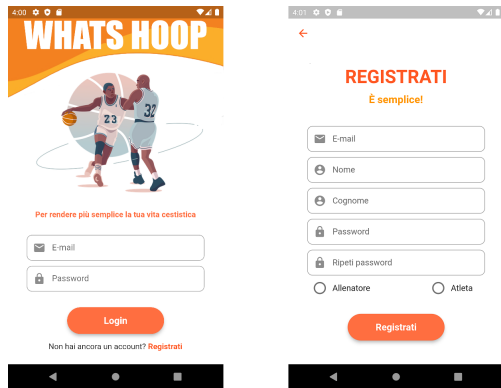 4:00
WHATS HOOP
23
32
Per rendere più semplice la tua vita cestistica
E-mail
Password
Login
Non hai ancora un account? Registrati
4:01
REGISTRATI
È semplice!
E-mail
Nome
Cognome
Password
Ripeti password
Allenatore
Atleta
Registrati